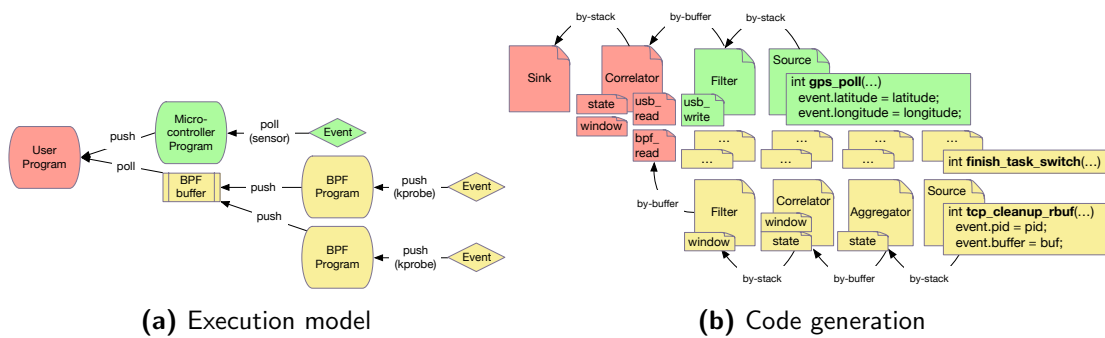 User
Program
push
poll
Micro-
controller
Program
poll
(sensor)
Event
BPF
buffer
push
push
BPF
Program
push
(kprobe)
Event
BPF
Program
push
(kprobe)
Event
(a) Execution model
by-stack
by-buffer
by-stack
Sink
Correlator
state
window
usb_
read
bpf_
read
Filter
usb_
write
Source
int gps_poll(…)
event.latitude = latitude;
event.longitude = longitude;
...
...
...
...
...
...
...
int finish_task_switch(…)
by-buffer
Filter
window
Correlator
window
state
Aggregator
state
Source
int tcp_cleanup_rbuf(…)
event.pid = pid;
event.buffer = buf;
by-stack
by-buffer
by-stack
(b) Code generation